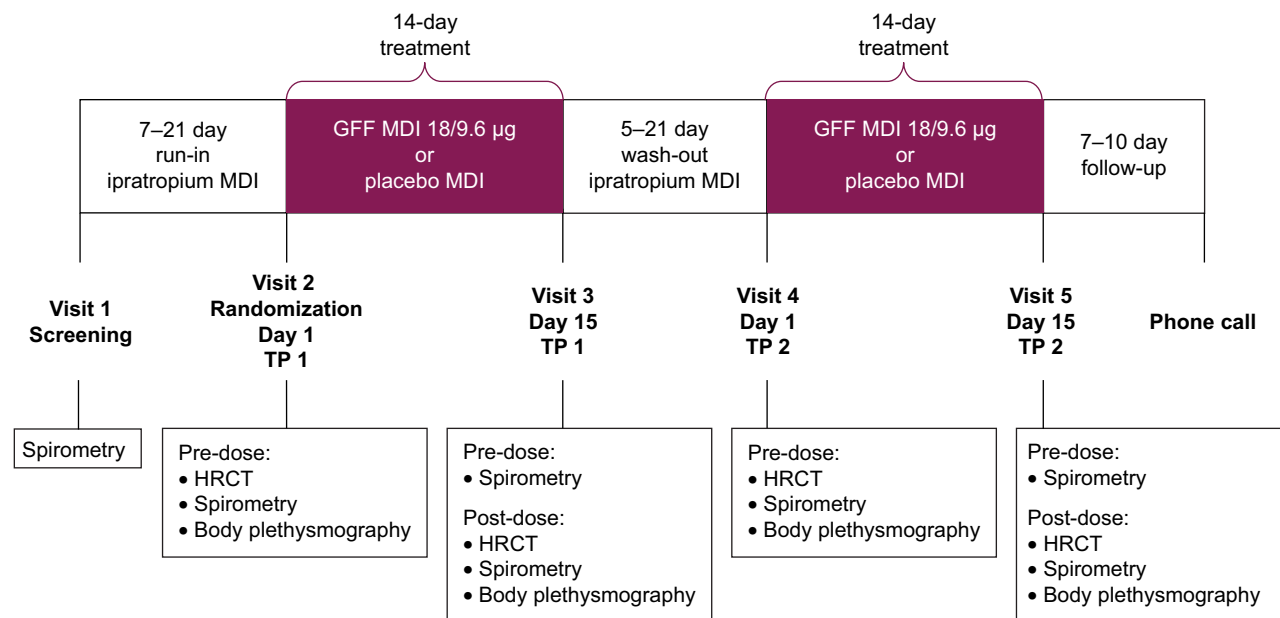 14-day
treatment
14-day
treatment
7–21 day
run-in
ipratropium MDI
GFF MDI 18/9.6 µg
or
placebo MDI
5–21 day
wash-out
ipratropium MDI
GFF MDI 18/9.6 µg
or
placebo MDI
7–10 day
follow-up
Visit 1
Screening
Visit 2
Randomization
Day 1
TP 1
Visit 3
Day 15
TP 1
Visit 4
Day 1
TP 2
Visit 5
Day 15
TP 2
Phone call
Spirometry
Pre-dose:
• HRCT
• Spirometry
• Body plethysmography
Pre-dose:
• Spirometry
Post-dose:
• HRCT
• Spirometry
• Body plethysmography
Pre-dose:
• HRCT
• Spirometry
• Body plethysmography
Pre-dose:
• Spirometry
Post-dose:
• HRCT
• Spirometry
• Body plethysmography